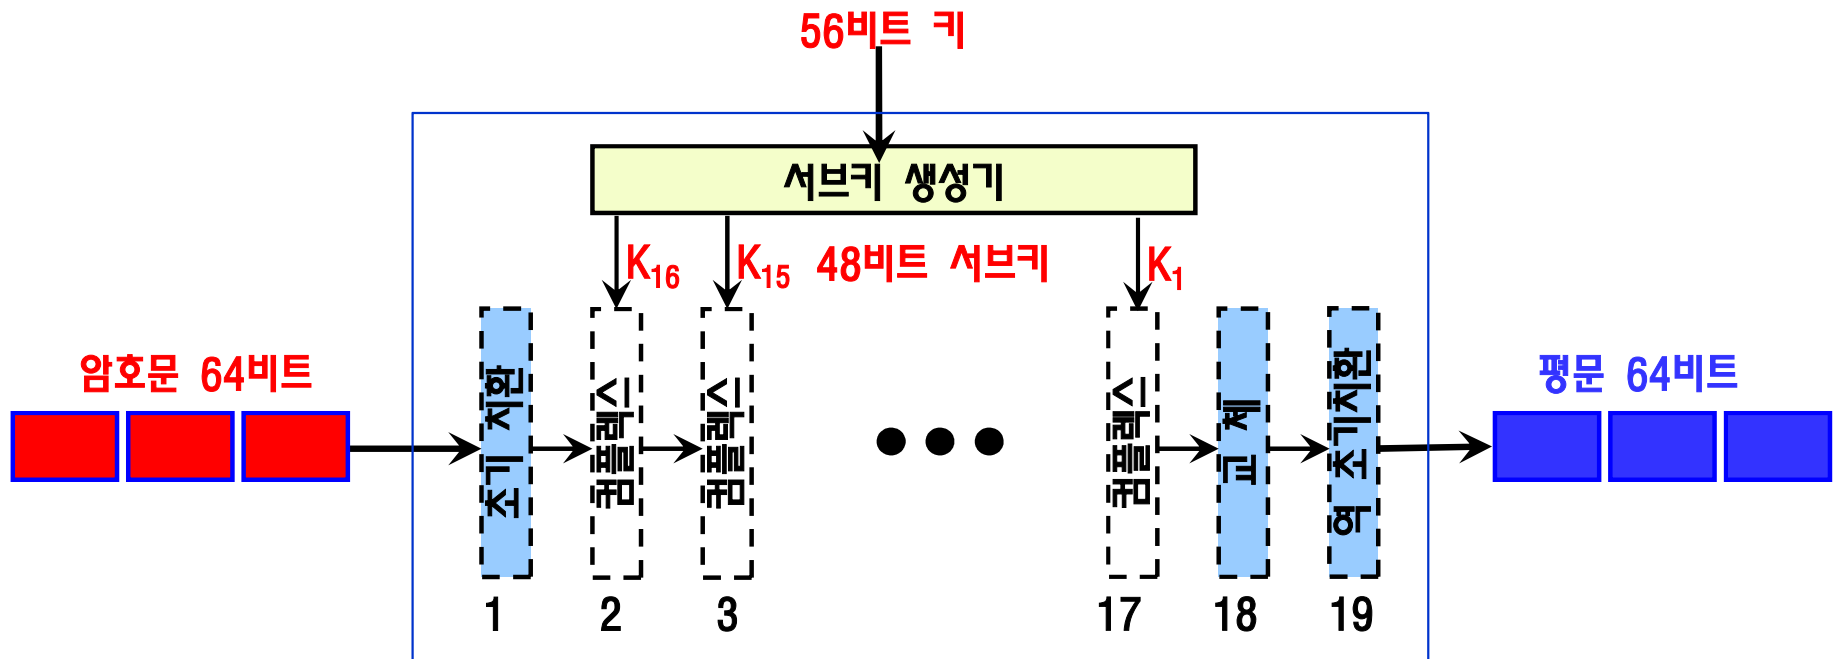 56비트 키
서브키 생성기
K16
K15
48비트 서브키
K1
암호문 64비트
초기 치환
컴플렉스
컴플렉스
컴플렉스
교 체
역 초기치환
평문 64비트
1
2
3
17
18
19